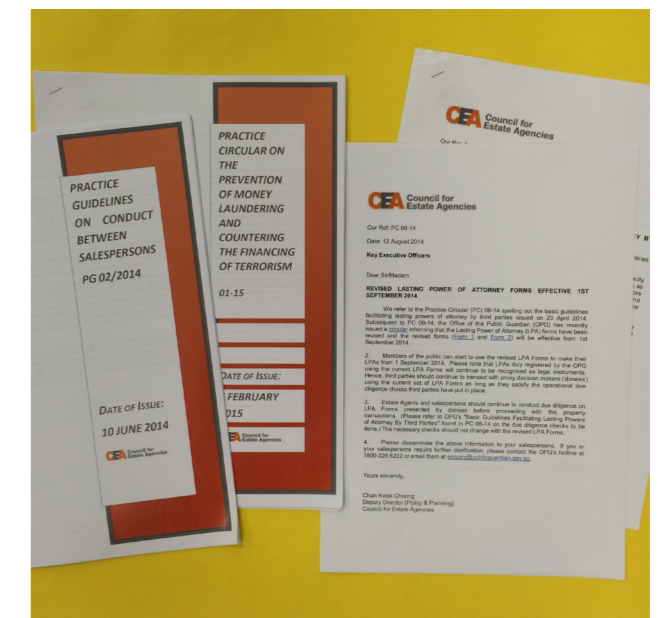 PRACTICE
GUIDELINES
ON CONDUCT
BETWEEN
SALESPERSONS
PG 02/2014
DATE OF ISSUE:
10 JUNE 2014
CEA Council for
Estate Agencies
PRACTICE
CIRCULAR ON
THE
PREVENTION
OF MONEY
LAUNDERING
AND
COUNTERING
THE FINANCING
OF TERRORISM
01-15
DATE OF ISSUE:
FEBRUARY
015
CEA Council for
Estate Agencies
CEA Council for
Estate Agencies
Our Ref: PC 06-14
Date: 12 August 2014
Key Executive Officers
Dear Sir/Madam
REVISED LASTING POWER OF ATTORNEY FORMS EFFECTIVE 1ST
SEPTEMBER 2014
We refer to the Practice Circular (PC) 06-14 spelling out the basic guidelines
facilitating lasting powers of attorney by third parties issued on 23 April 2014.
Subsequent to PC 06-14, the Office of the Public Guardian (OPG) has recently
issued a circular informing that the Lasting Power of Attorney (LPA) forms have been
revised and the revised forms (Form 1 and Form 2) will be effective from 1st
September 2014.
2. Members of the public can start to use the revised LPA Forms to make their
LPAs from 1 September 2014. Please note that LPAs duly registered by the OPG
using the current LPA Forms will continue to be recognised as legal instruments.
Hence, third parties should continue to transact with proxy decision makers ('donees')
using the current set of LPA Forms as long as they satisfy the operational due
diligence checks third parties have put in place.
3. Estate Agents and salespersons should continue to conduct due diligence on
LPA Forms presented by donees before proceeding with the property
transactions. (Please refer to OPG's "Basic Guidelines Facilitating Lasting Powers
of Attorney By Third Parties" found in PC 06-14 on the due diligence checks to be
done.) The necessary checks should not change with the revised LPA Forms.
4. Please disseminate the above information to your salespersons. If you or
your salespersons require further clarification, please contact the OPG's hotline at
1800-226 6222 or email them at enquiry@publicguardian.gov.sg.
Yours sincerely,
Chan Kwek Cheong
Deputy Director (Policy & Planning)
Council for Estate Agencies
CEA Council for
Estate Agencies
Our Ref: